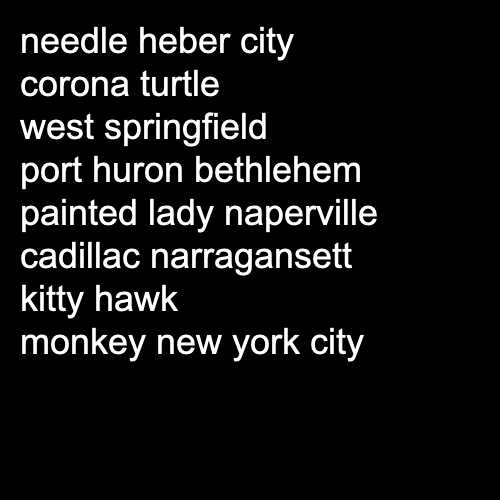 needle heber city
corona turtle
west springfield
port huron bethlehem
painted lady naperville
cadillac narragansett
kitty hawk
monkey new york city